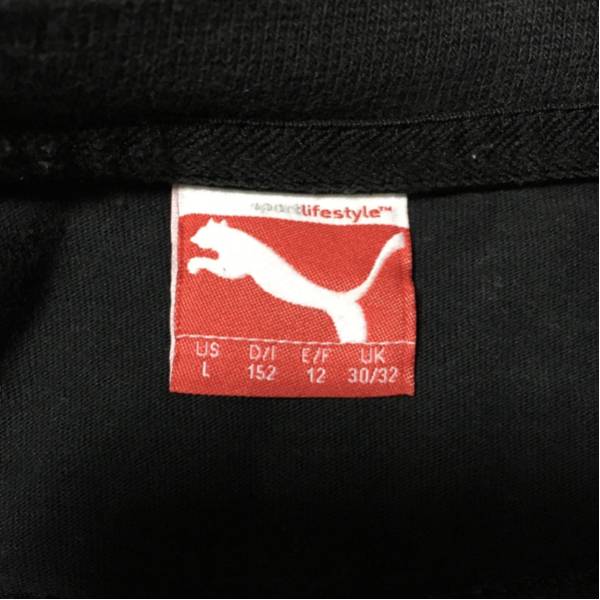 sportlifestyle™
US D/I E/F UK
L 152 12 30/32